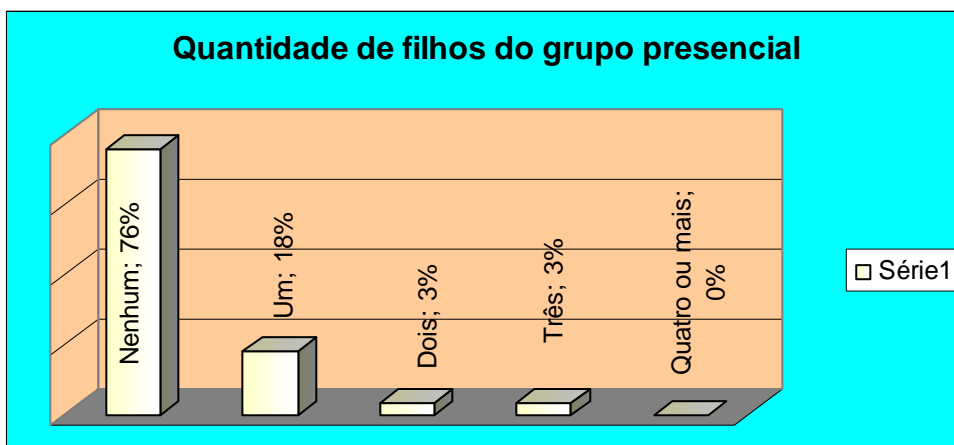 Quantidade de filhos do grupo presencial
Nenhum; 76%
Um; 18%
Dois; 3%
Três; 3%
Quatro ou mais;
0%
Série1